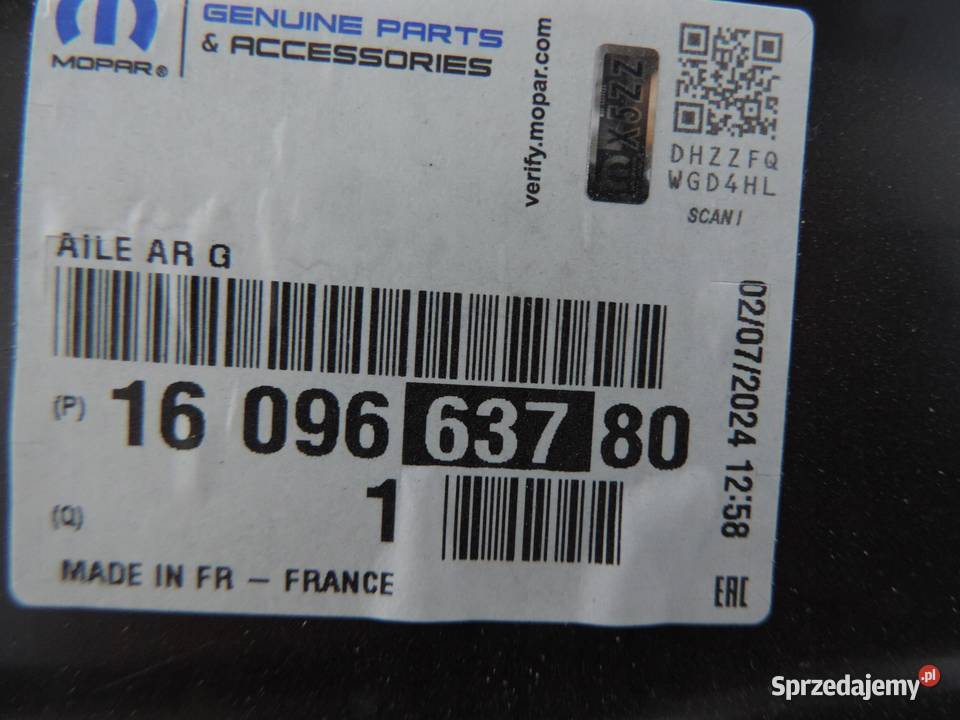 MOPAR®
GENUINE PARTS
& ACCESSORIES
verify.mopar.com
X5ZZ
DHZZFQ
WGD4HL
SCAN!
AILE AR G
(P) 16 096 637 80
(Q) 1
MADE IN FR – FRANCE
02/07/2024 12:58
EAC
Sprzedajemy.pl